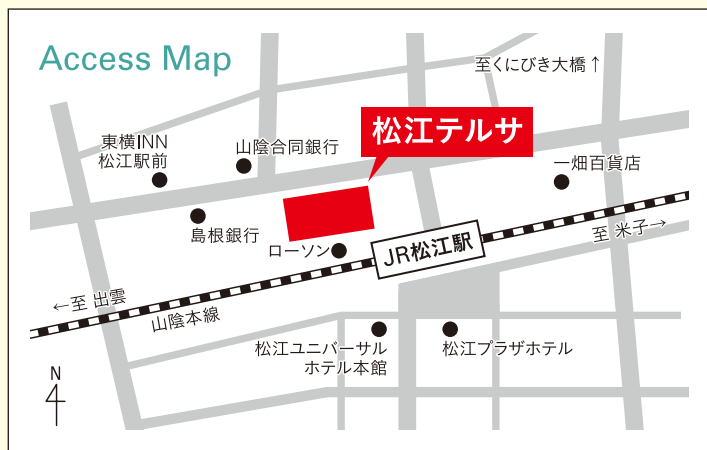 Access Map
至くにびき大橋↑
松江テルサ
東横INN
松江駅前
山陰合同銀行
一畑百貨店
島根銀行
ローソン
JR松江駅
至 米子→
←至 出雲
山陰本線
松江ユニバーサル
ホテル本館
松江プラザホテル
N